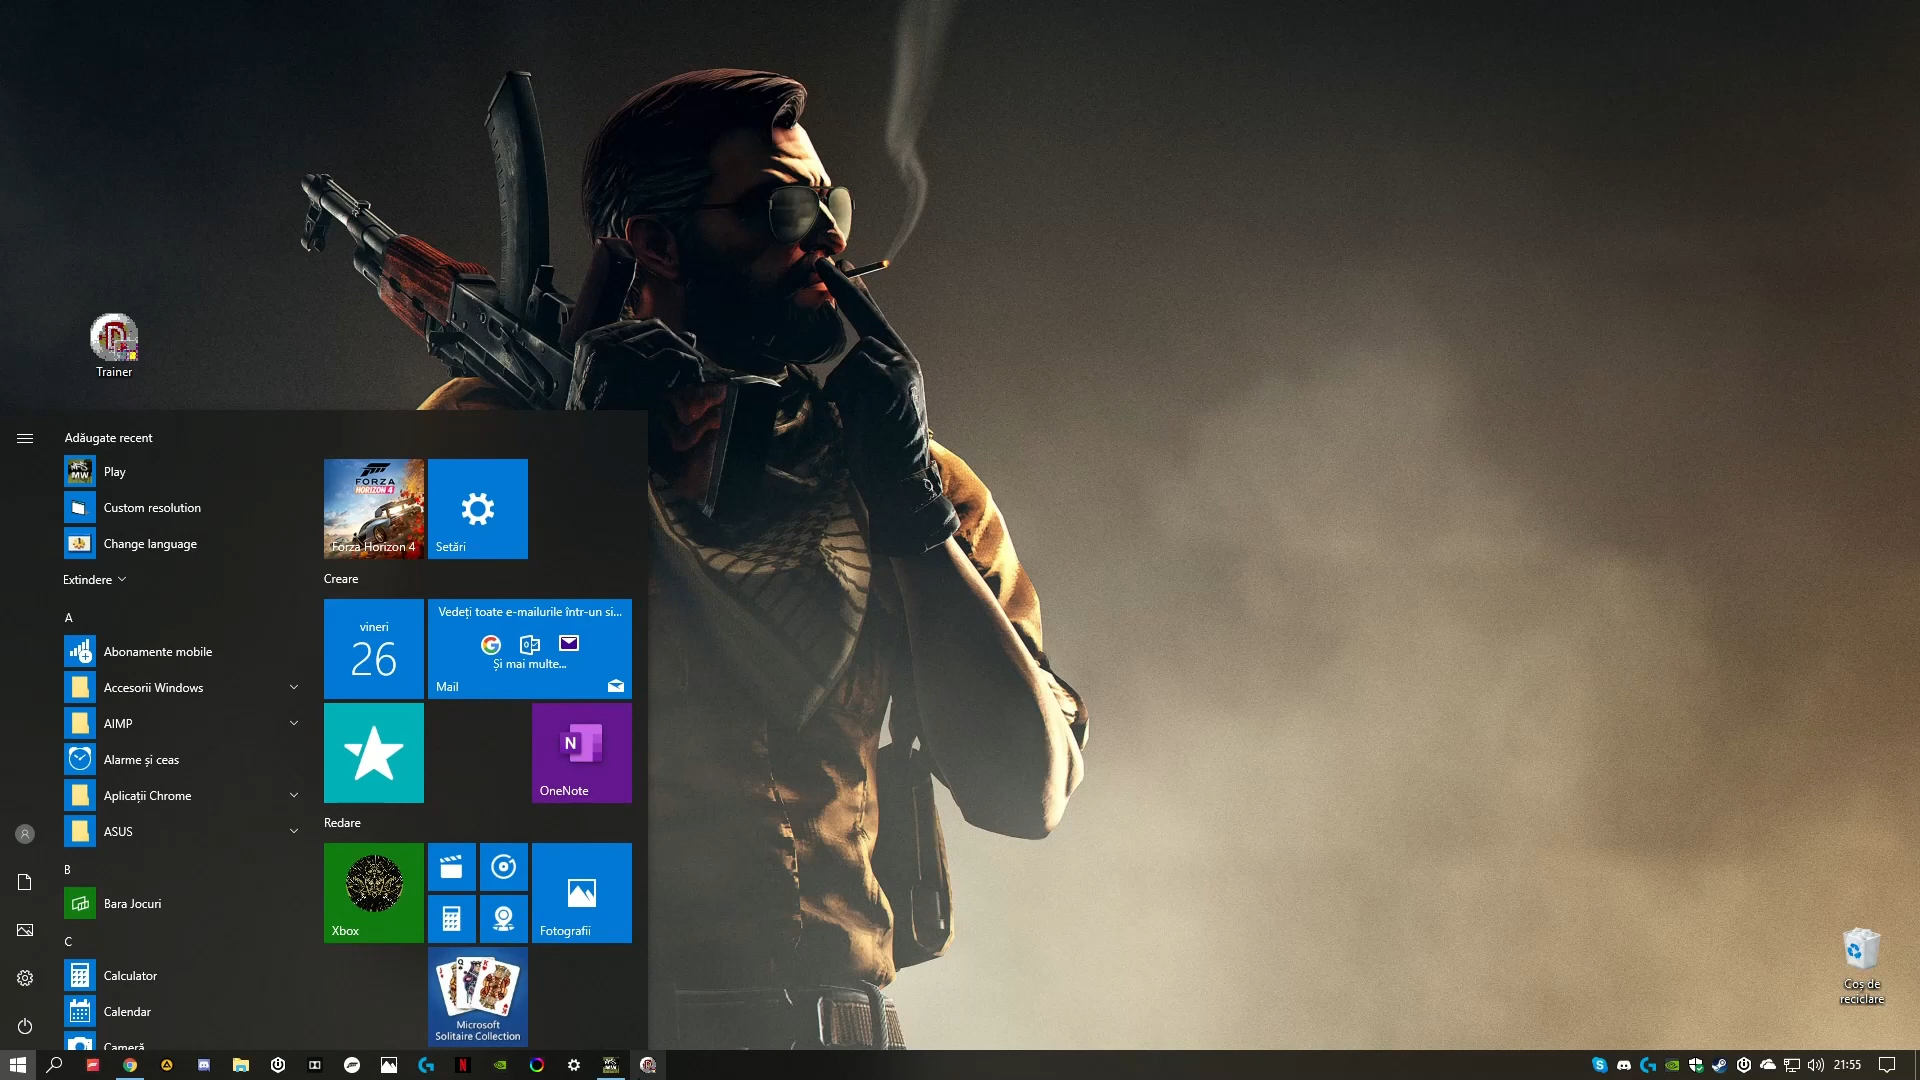 Trainer
Adăugate recent
Play
Custom resolution
Change language
Extindere
A
Abonamente mobile
Accesorii Windows
AIMP
Alarme și ceas
Aplicații Chrome
ASUS
B
Bara Jocuri
C
Calculator
Calendar
Cameră
FORZA
HORIZON 4
Forza Horizon 4
Setări
Creare
vineri
26
Vedeți toate e-mailurile într-un si...
Și mai multe...
Mail
OneNote
Redare
Xbox
Fotografii
Microsoft
Solitaire Collection
Coș de
reciclare
21:55